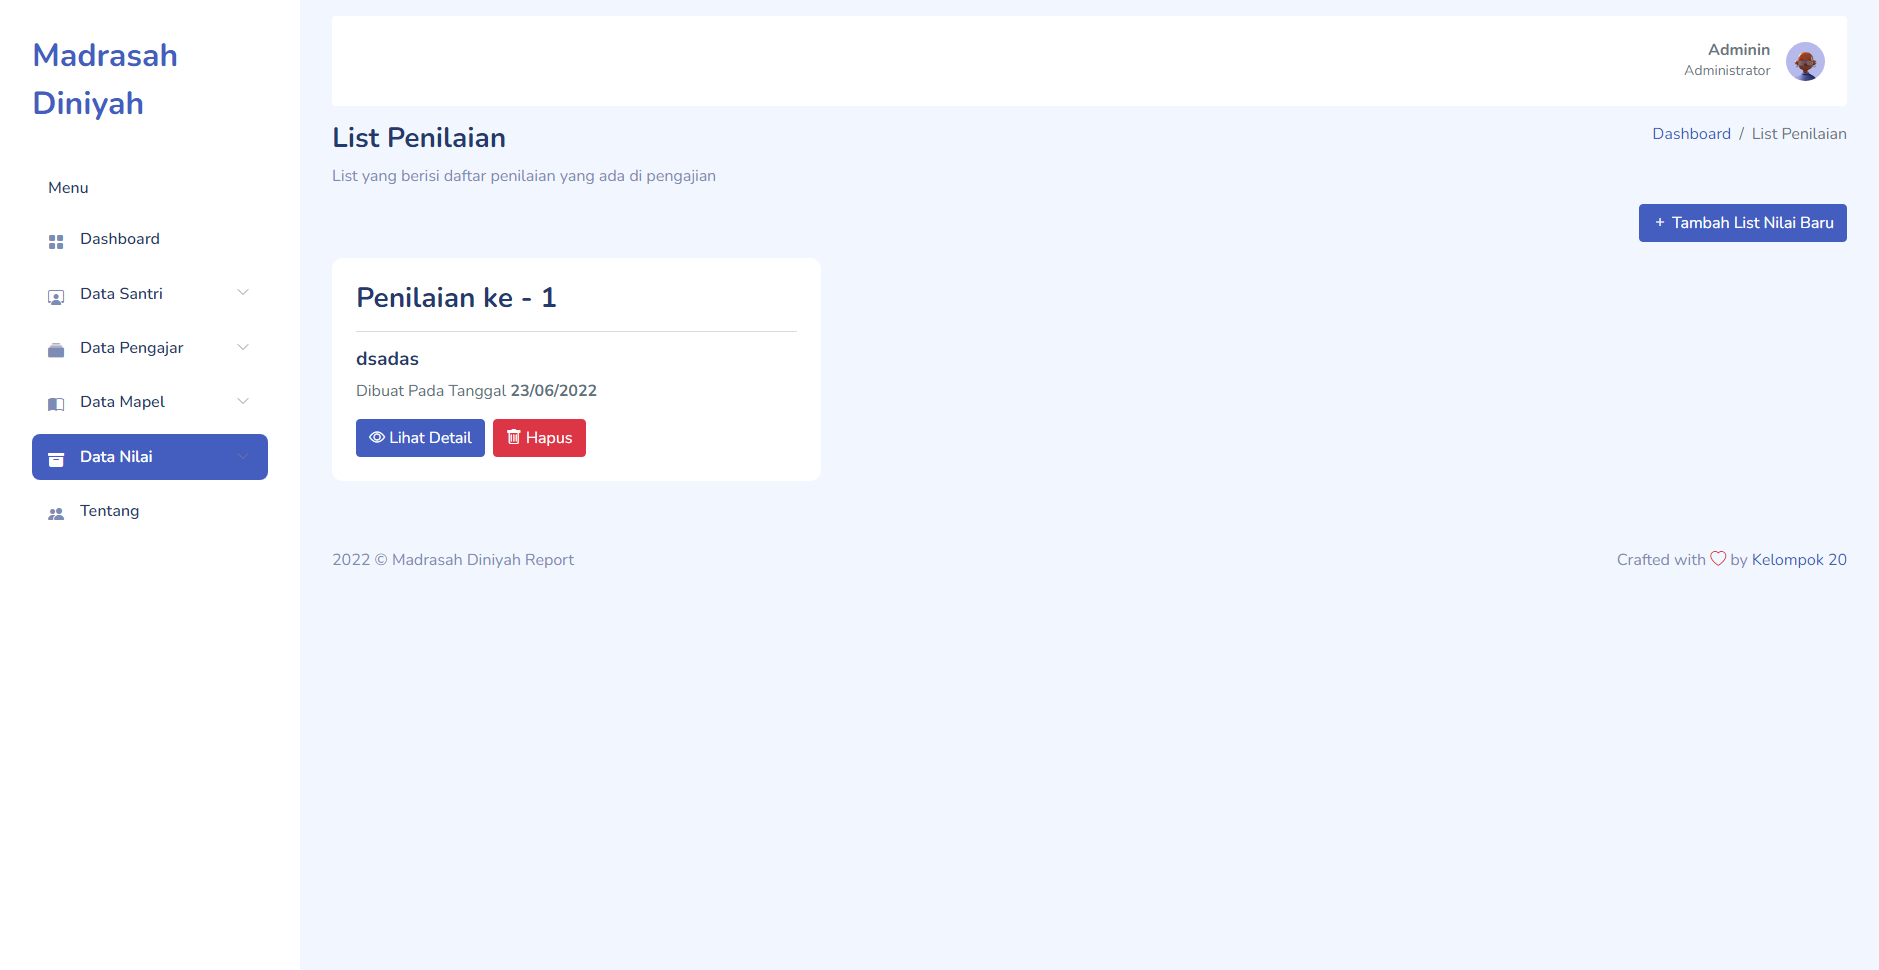 Madrasah
Diniyah
Menu
Dashboard
Data Santri
Data Pengajar
Data Mapel
Data Nilai
Tentang
Adminin
Administrator
List Penilaian
Dashboard / List Penilaian
List yang berisi daftar penilaian yang ada di pengajian
+ Tambah List Nilai Baru
Penilaian ke - 1
dsadas
Dibuat Pada Tanggal 23/06/2022
Lihat Detail
Hapus
2022 © Madrasah Diniyah Report
Crafted with ♡ by Kelompok 20